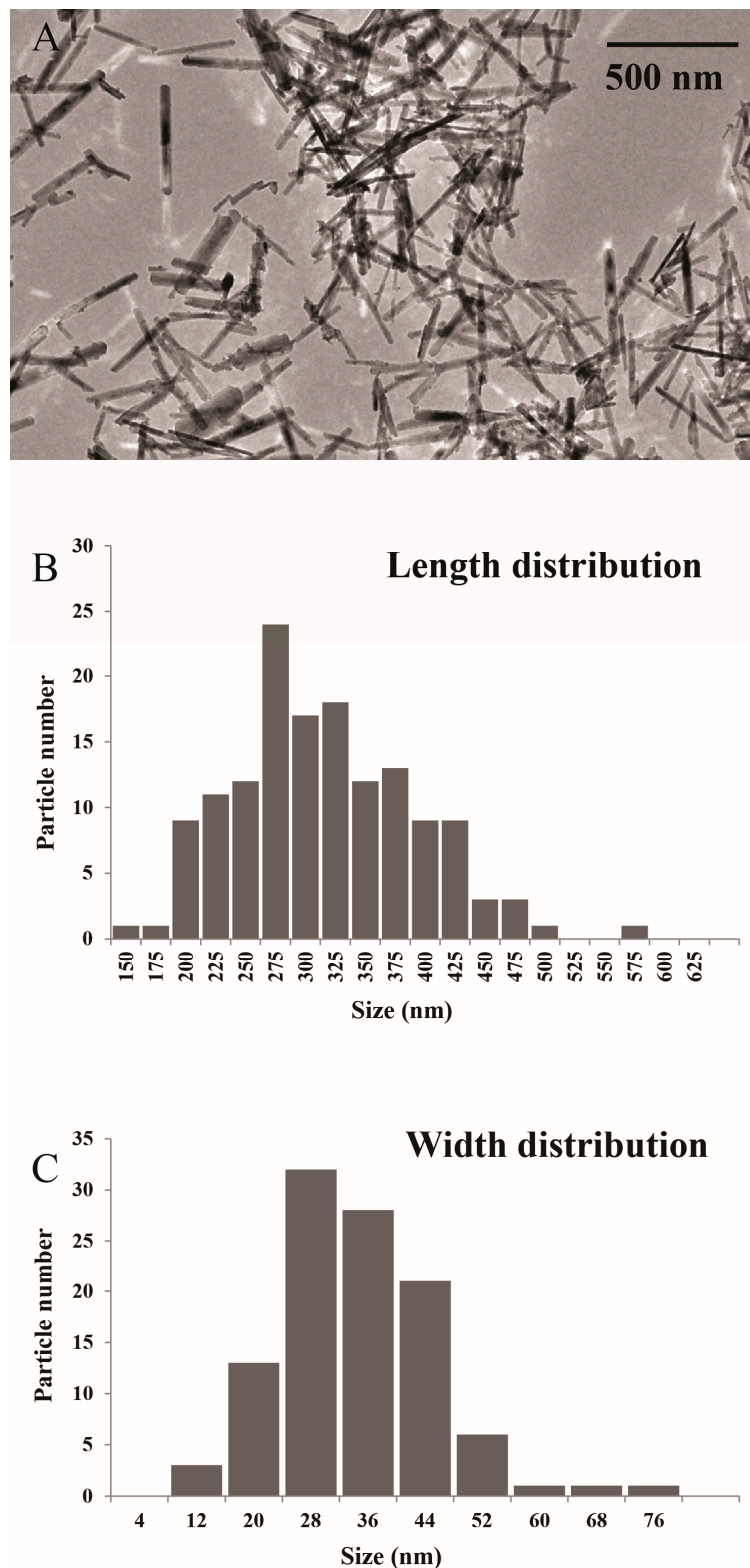 A
500 nm
B
Length distribution
30
25
20
15
10
5
0
Particle number
150 175 200 225 250 275 300 325 350 375 400 425 450 475 500 525 550 575 600 625
Size (nm)
C
Width distribution
35
30
25
20
15
10
5
0
Particle number
4 12 20 28 36 44 52 60 68 76
Size (nm)